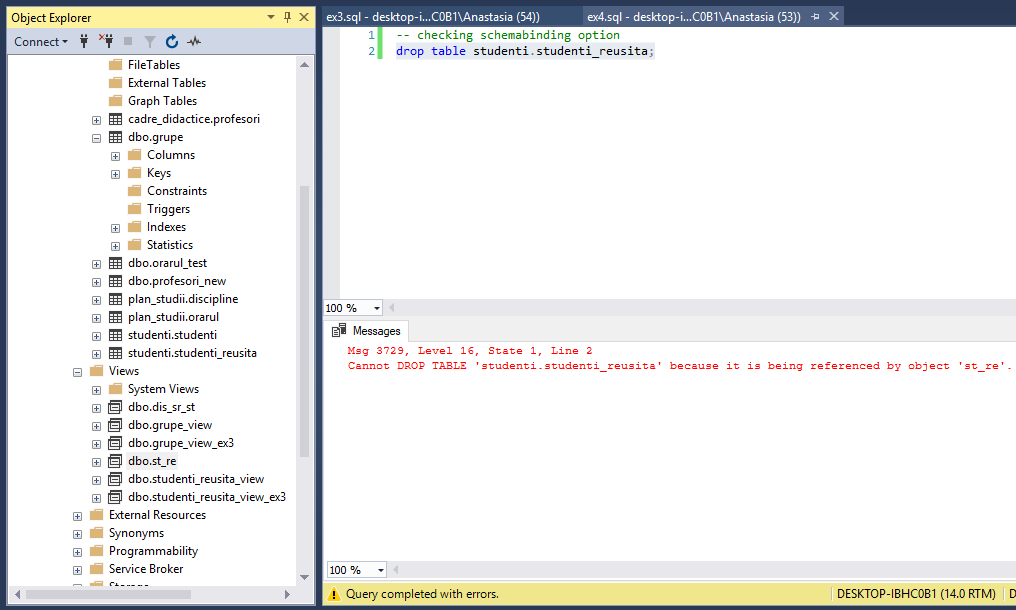 Object Explorer
Connect
FileTables
External Tables
Graph Tables
cadre_didactice.profesori
dbo.grupe
Columns
Keys
Constraints
Triggers
Indexes
Statistics
dbo.orarul_test
dbo.profesori_new
plan_studii.discipline
plan_studii.orarul
studenti.studenti
studenti.studenti_reusita
Views
System Views
dbo.dis_sr_st
dbo.grupe_view
dbo.grupe_view_ex3
dbo.st_re
dbo.studenti_reusita_view
dbo.studenti_reusita_view_ex3
External Resources
Synonyms
Programmability
Service Broker
ex3.sql - desktop-i...C0B1\Anastasia (54))
ex4.sql - desktop-i...C0B1\Anastasia (53))
1 -- checking schemabinding option
2 drop table studenti.studenti_reusita;
100 %
Messages
Msg 3729, Level 16, State 1, Line 2
Cannot DROP TABLE 'studenti.studenti_reusita' because it is being referenced by object 'st_re'.
100 %
Query completed with errors.
DESKTOP-IBHC0B1 (14.0 RTM)